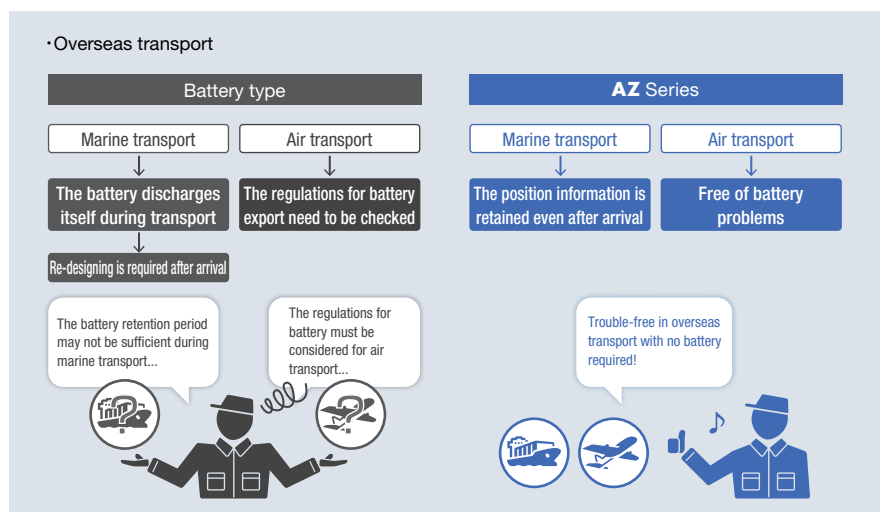 ・Overseas transport
Battery type
Marine transport
Air transport
The battery discharges
itself during transport
The regulations for battery
export need to be checked
Re-designing is required after arrival
The battery retention period
may not be sufficient during
marine transport...
The regulations for
battery must be
considered for air
transport...
?
?
AZ Series
Marine transport
Air transport
The position information is
retained even after arrival
Free of battery
problems
Trouble-free in overseas
transport with no battery
required!